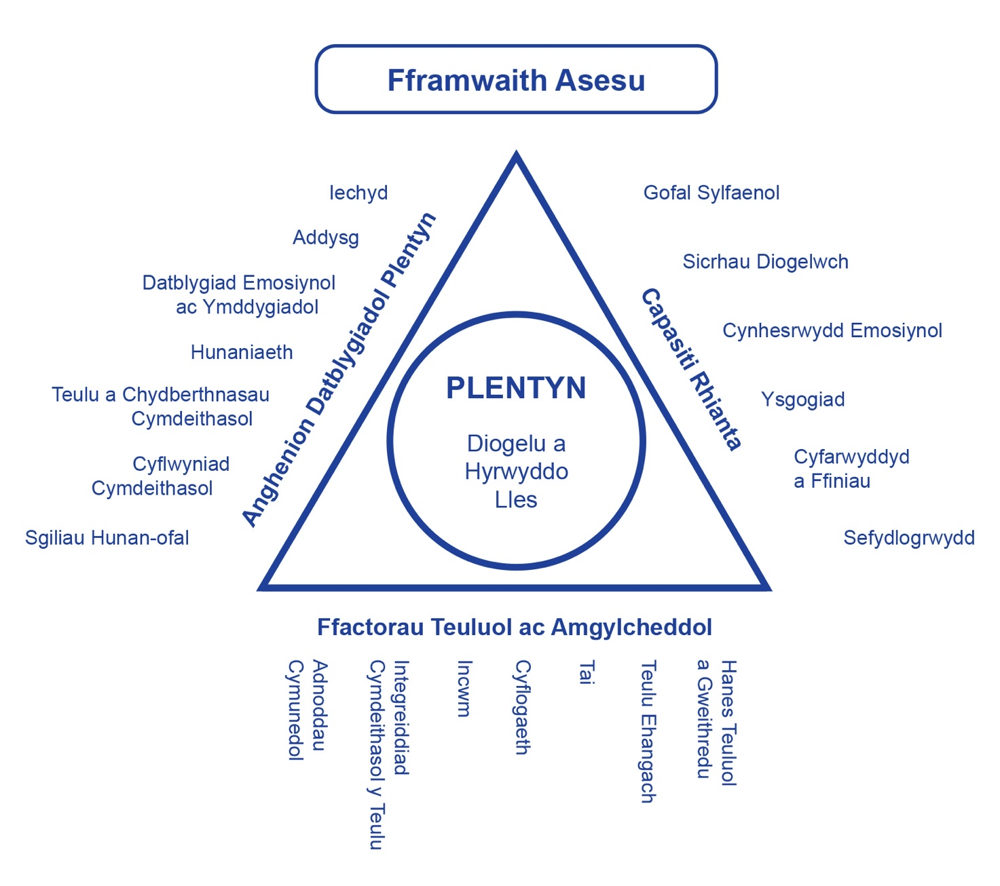 Fframwaith Asesu
Iechyd
Addysg
Datblygiad Emosiynol
ac Ymddygiadol
Hunaniaeth
Teulu a Chydberthnasau
Cymdeithasol
Cyflwyniad
Cymdeithasol
Sgiliau Hunan-ofal
Anghenion Datblygiadol Plentyn
PLENTYN
Diogelu a
Hyrwyddo
Lles
Capasiti Rhianta
Gofal Sylfaenol
Sicrhau Diogelwch
Cynhesrwydd Emosiynol
Ysgogiad
Cyfarwyddyd
a Ffiniau
Sefydlogrwydd
Ffactorau Teuluol ac Amgylcheddol
Adnoddau
Cymunedol
Integreiddiad
Cymdeithasol y Teulu
Incwm
Cyflogaeth
Tai
Teulu Ehangach
Hanes Teuluol
a Gweithredu